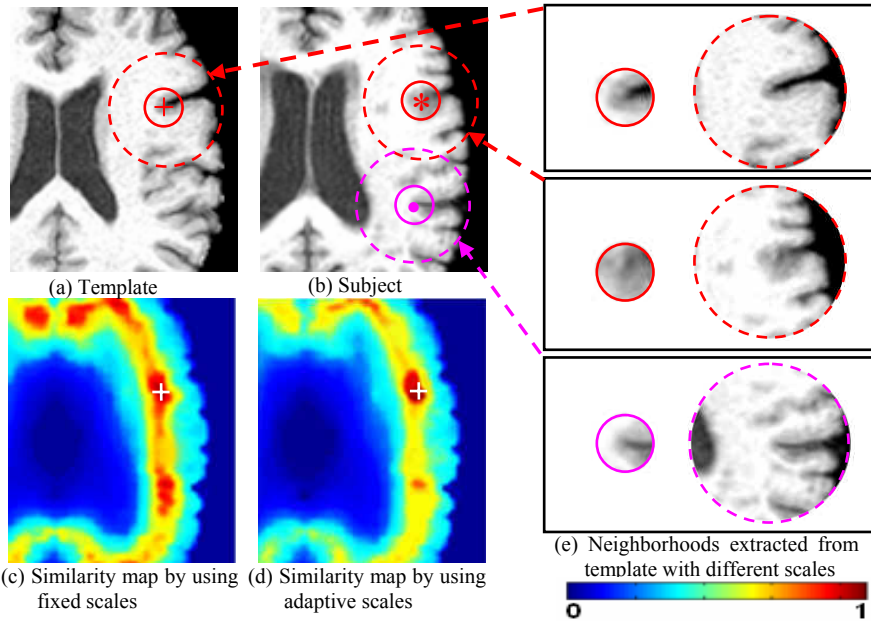 (a) Template
(b) Subject
(c) Similarity map by using
fixed scales
(d) Similarity map by using
adaptive scales
(e) Neighborhoods extracted from
template with different scales
0
1